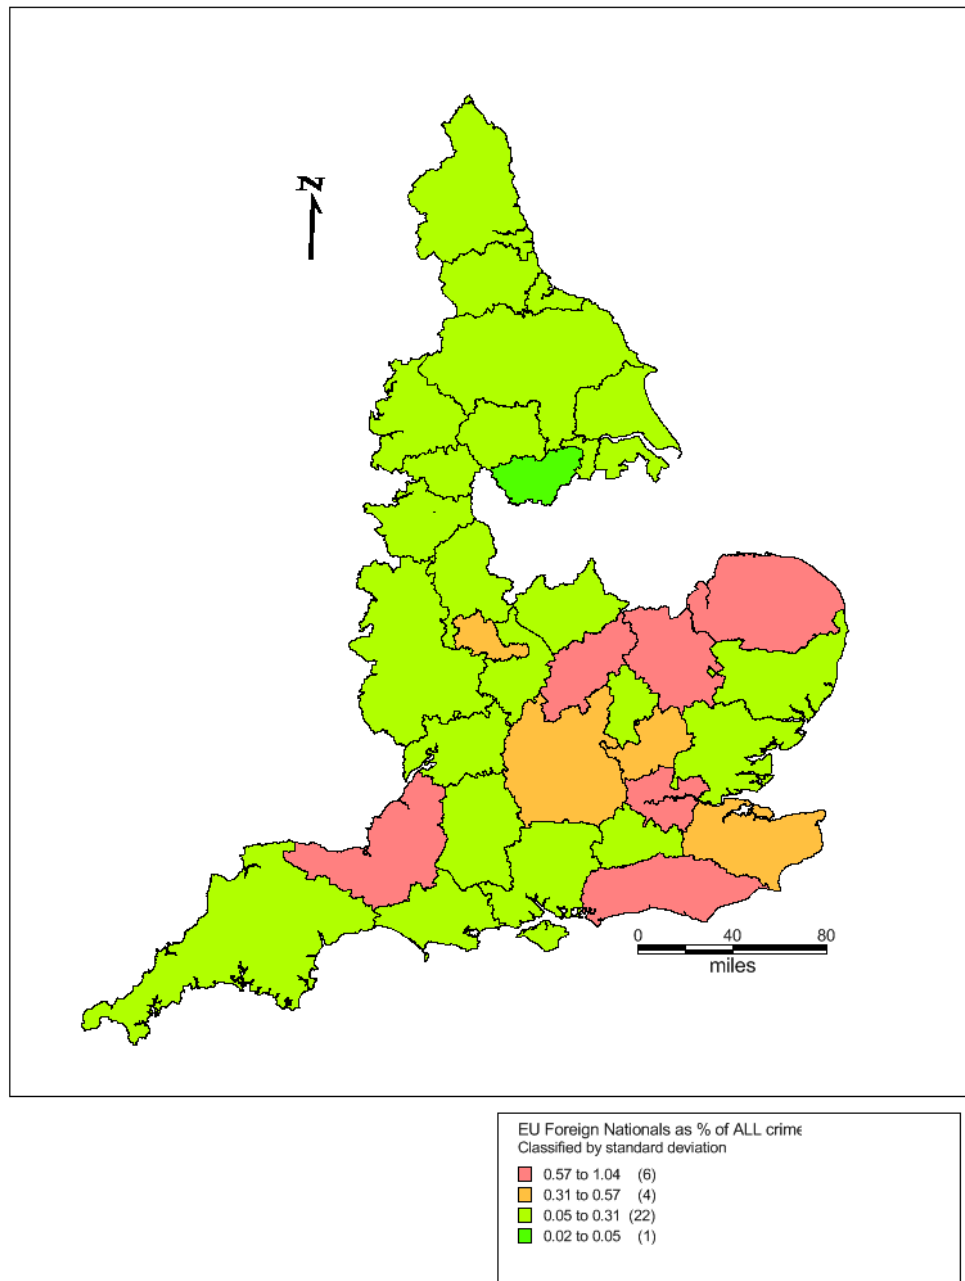 N
0 40 80
miles
EU Foreign Nationals as % of ALL crime
Classified by standard deviation
0.57 to 1.04 (6)
0.31 to 0.57 (4)
0.05 to 0.31 (22)
0.02 to 0.05 (1)